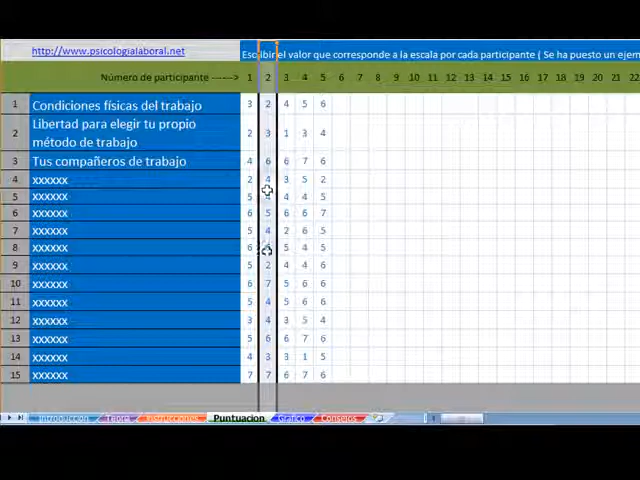 http://www.psicologialaboral.net Escribir el valor que corresponde a la escala por cada participante ( Se ha puesto un ejem
Número de participante ------> 1 2 3 4 5 6 7 8 9 10 11 12 13 14 15 16 17 18 19 20 21 22
1 Condiciones físicas del trabajo 3 2 4 5 6
Libertad para elegir tu propio
2 método de trabajo 2 3 1 3 4
3 Tus compañeros de trabajo 4 6 6 7 6
4 xxxxxx 2 4 3 5 2
5 xxxxxx 5 4 4 4 5
6 xxxxxx 6 5 6 6 7
7 xxxxxx 5 4 2 6 5
8 xxxxxx 6 5 4 5
9 xxxxxx 5 2 4 4 6
10 xxxxxx 6 7 5 6 6
11 xxxxxx 5 4 5 6 6
12 xxxxxx 3 4 3 5 4
13 xxxxxx 5 6 6 7 6
14 xxxxxx 4 3 3 1 5
15 xxxxxx 7 7 6 7 6
Introducción Teoría Instrucciones Puntuacion Gráfico Consejos